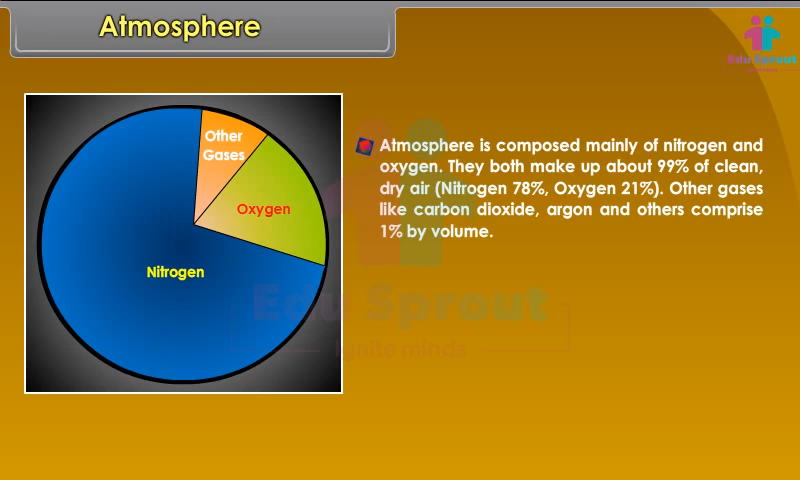 Atmosphere
Edu Sprout
Other
Gases
Oxygen
Nitrogen
Atmosphere is composed mainly of nitrogen and
oxygen. They both make up about 99% of clean,
dry air (Nitrogen 78%, Oxygen 21%). Other gases
like carbon dioxide, argon and others comprise
1% by volume.
Edu Sprout
Ignite minds